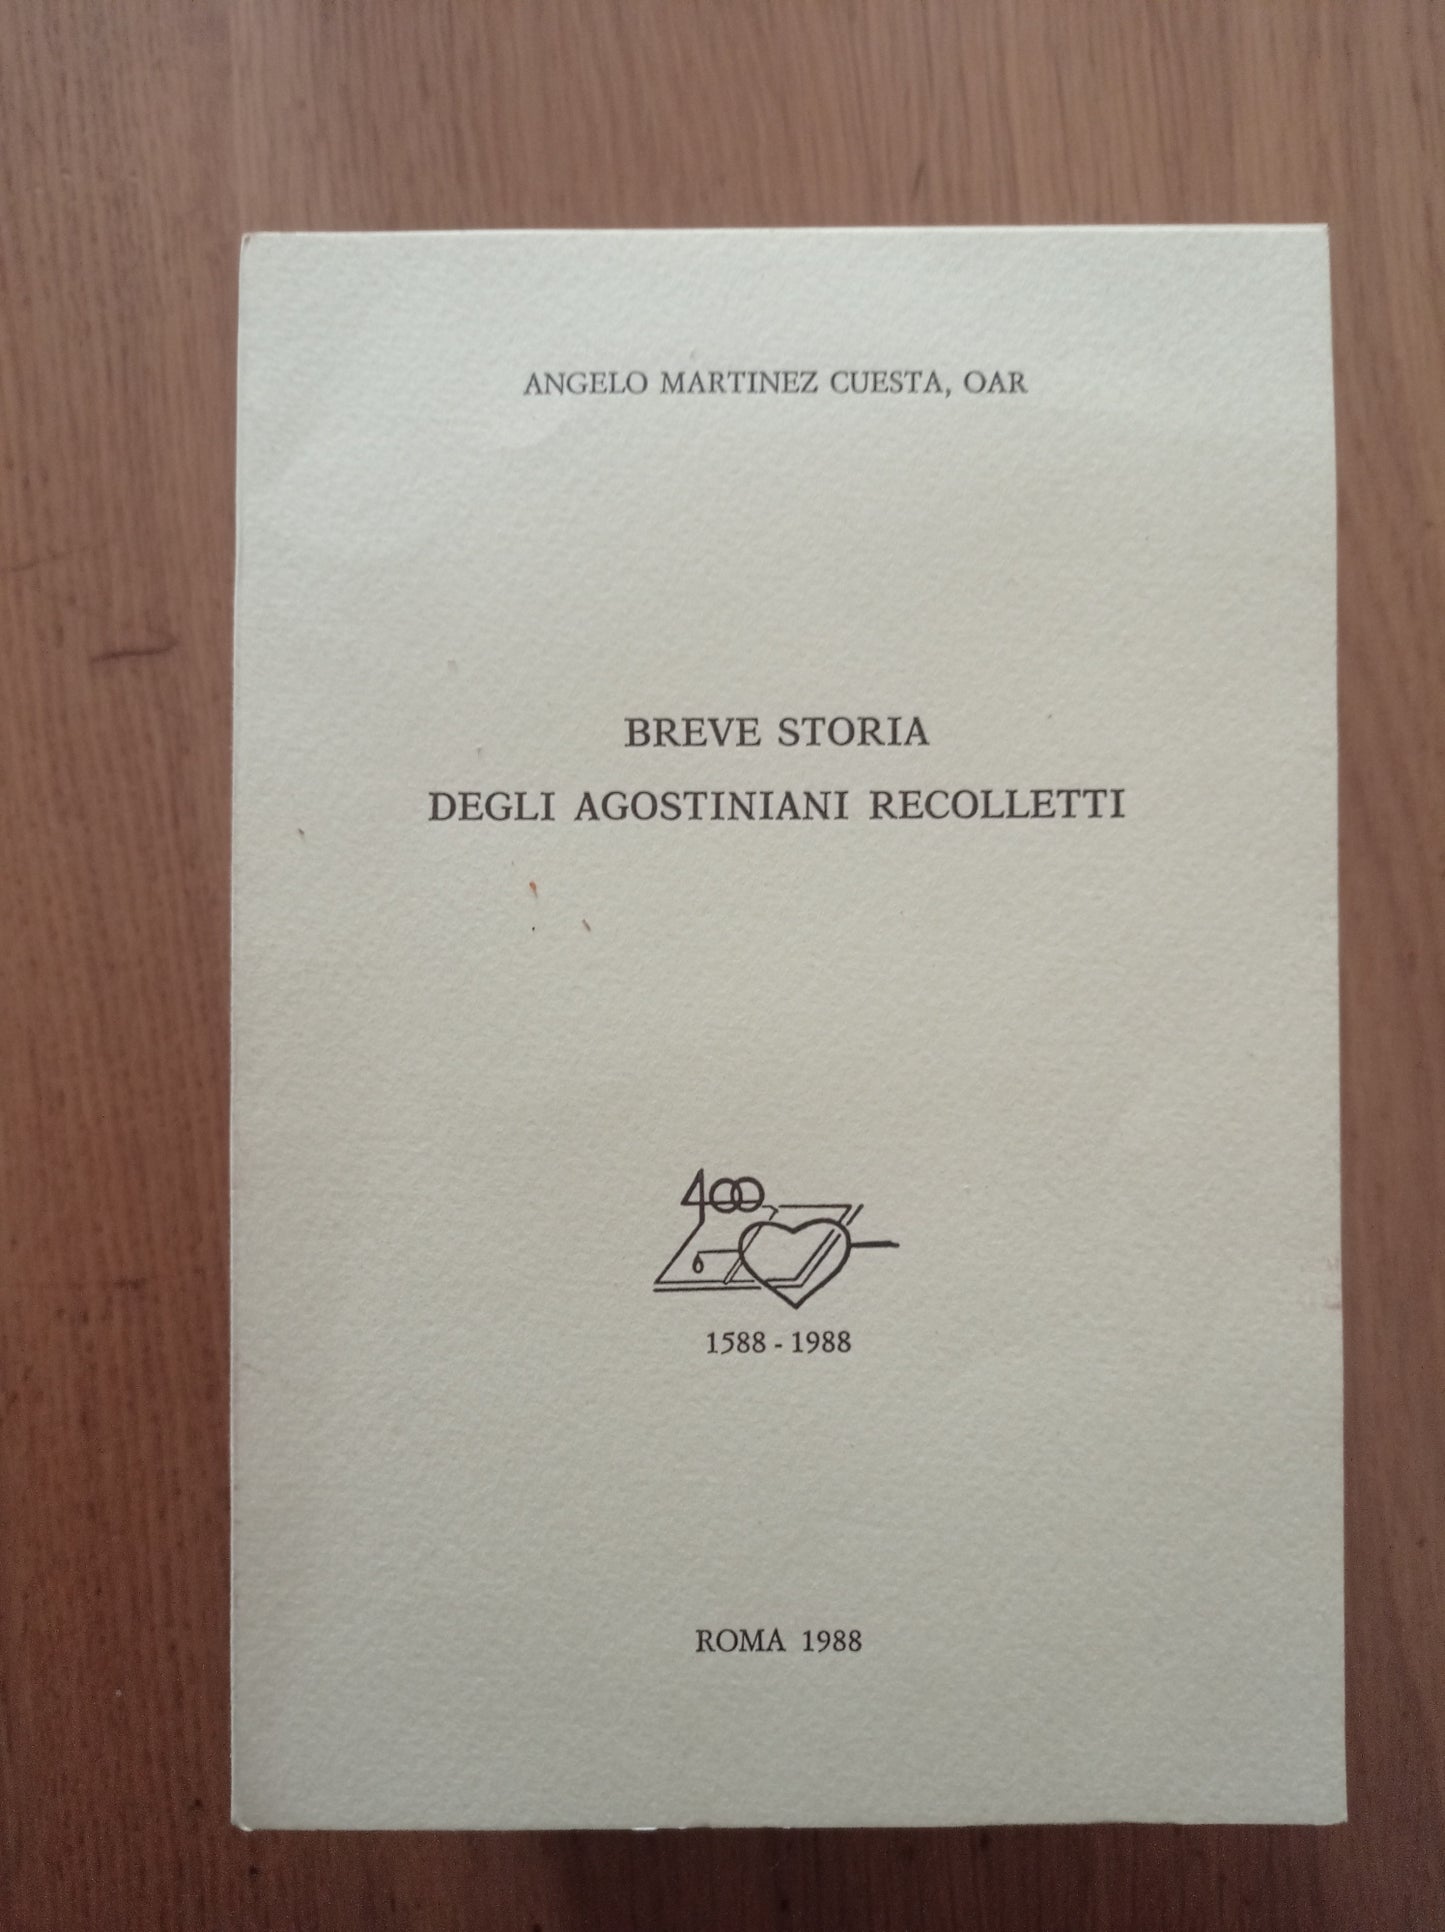 ANGELO MARTINEZ CUESTA, OAR
BREVE STORIA
DEGLI AGOSTINIANI RECOLLETTI
400
1588 - 1988
ROMA 1988